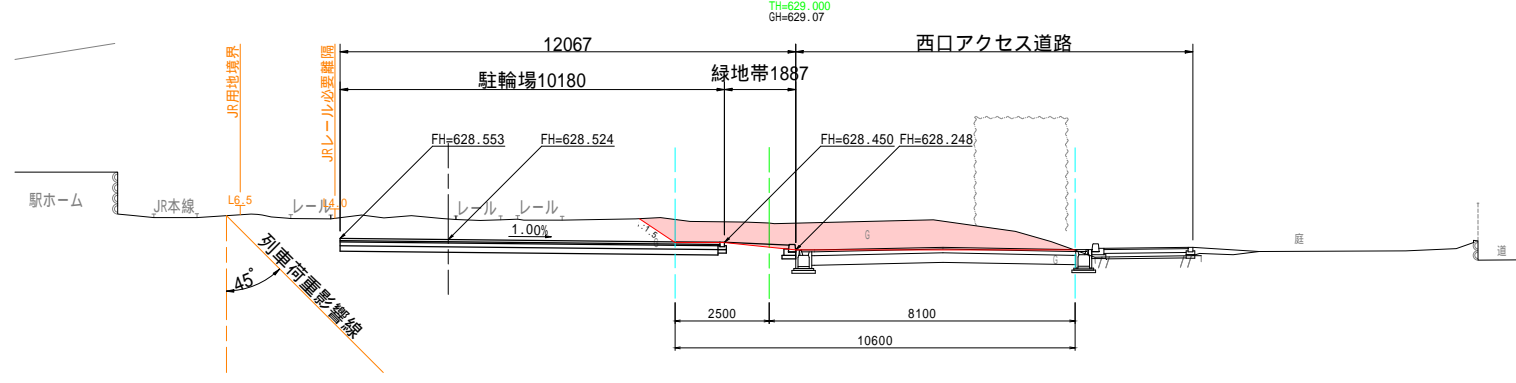 TH=629.000
GH=629.07
12067
西口アクセス道路
駐輪場10180
緑地帯1887
JR用地境界
JRレール必要離隔
FH=628.553
FH=628.524
FH=628.450
FH=628.248
駅ホーム
JR本線
L6.5
レール
L4.0
レール
レール
1.00%
G
G
庭
道
列車荷重影響線
45°
2500
8100
10600